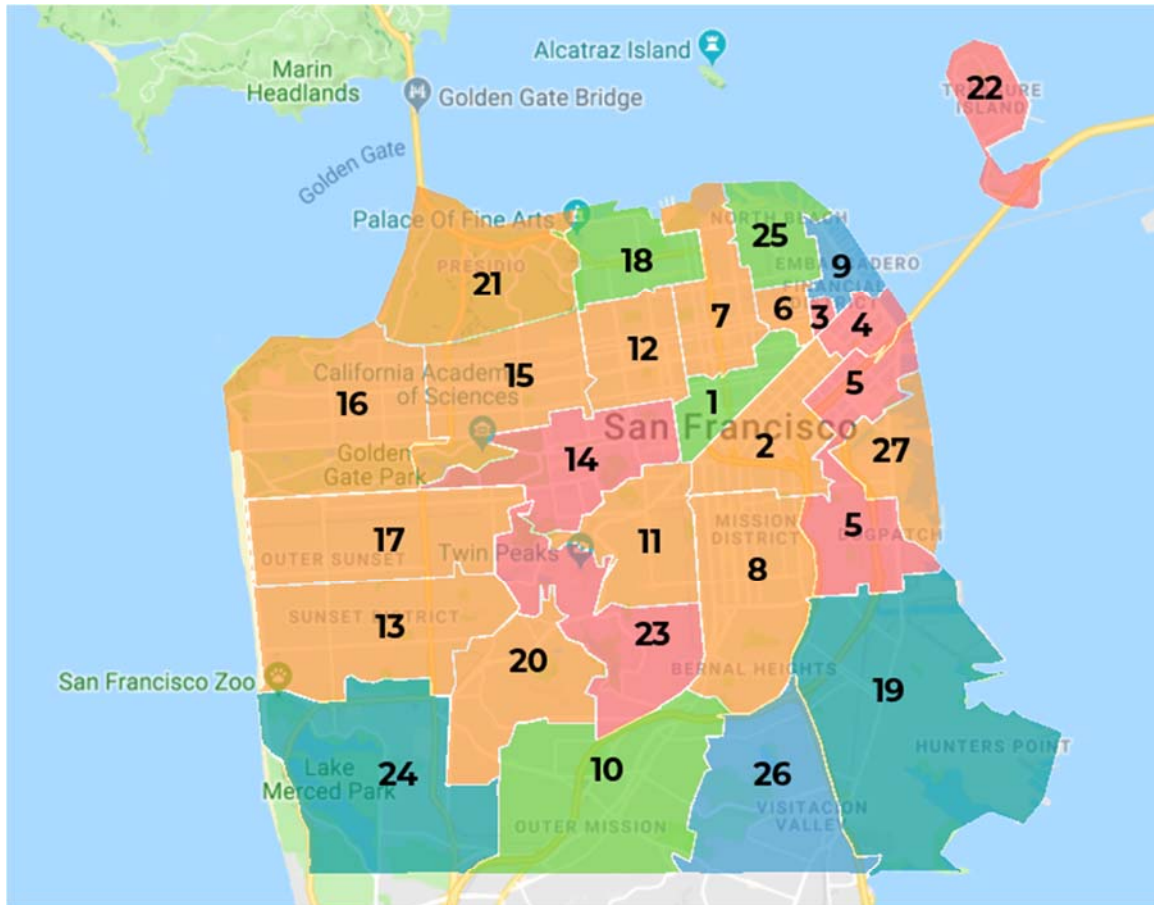 Alcatraz Island
Marin
Headlands
Golden Gate Bridge
22
TREASURE
ISLAND
Golden Gate
Palace Of Fine Arts
NORTH BEACH
25
18
EMBARCADERO
9
PRESIDIO
21
FINANCIAL
DISTRICT
6
3
4
7
12
California Academy
of Sciences
15
5
16
1
San Francisco
2
27
Golden
Gate Park
14
17
OUTER SUNSET
Twin Peaks
11
MISSION
DISTRICT
5
DOGPATCH
8
13
SUNSET DISTRICT
23
20
BERNAL HEIGHTS
San Francisco Zoo
19
HUNTERS POINT
24
Lake
Merced Park
10
26
OUTER MISSION
VISITACION
VALLEY